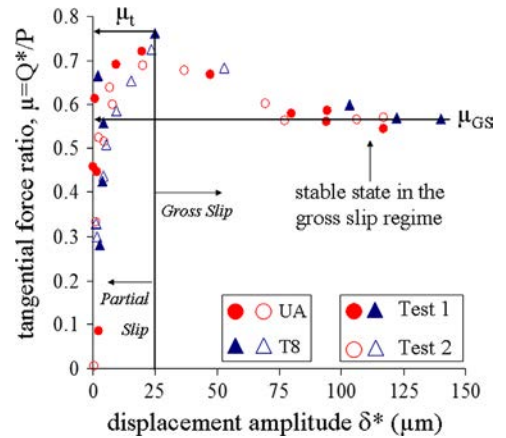 tangential force ratio, μ=Q*/P
0.8
0.7
0.6
0.5
0.4
0.3
0.2
0.1
0
μt
μGS
Gross Slip
stable state in the
gross slip regime
Partial
Slip
UA
T8
Test 1
Test 2
0 25 50 75 100 125 150
displacement amplitude δ* (μm)